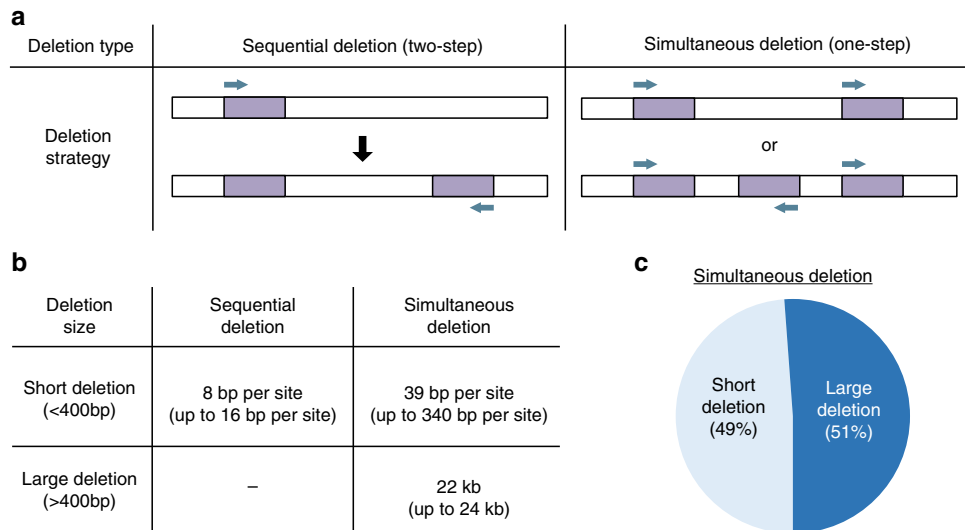 a
Deletion type
Sequential deletion (two-step)
Simultaneous deletion (one-step)
Deletion
strategy
or
b
Deletion
size
Sequential
deletion
Simultaneous
deletion
Short deletion
(<400bp)
8 bp per site
(up to 16 bp per site)
39 bp per site
(up to 340 bp per site)
Large deletion
(>400bp)
–
22 kb
(up to 24 kb)
c
Simultaneous deletion
Short
deletion
(49%)
Large
deletion
(51%)